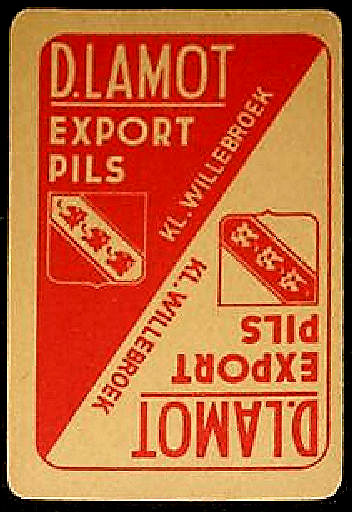 D.LAMOT
EXPORT
PILS
KL. WILLEBROEK
KL. WILLEBROEK
PILS
EXPORT
D.LAMOT